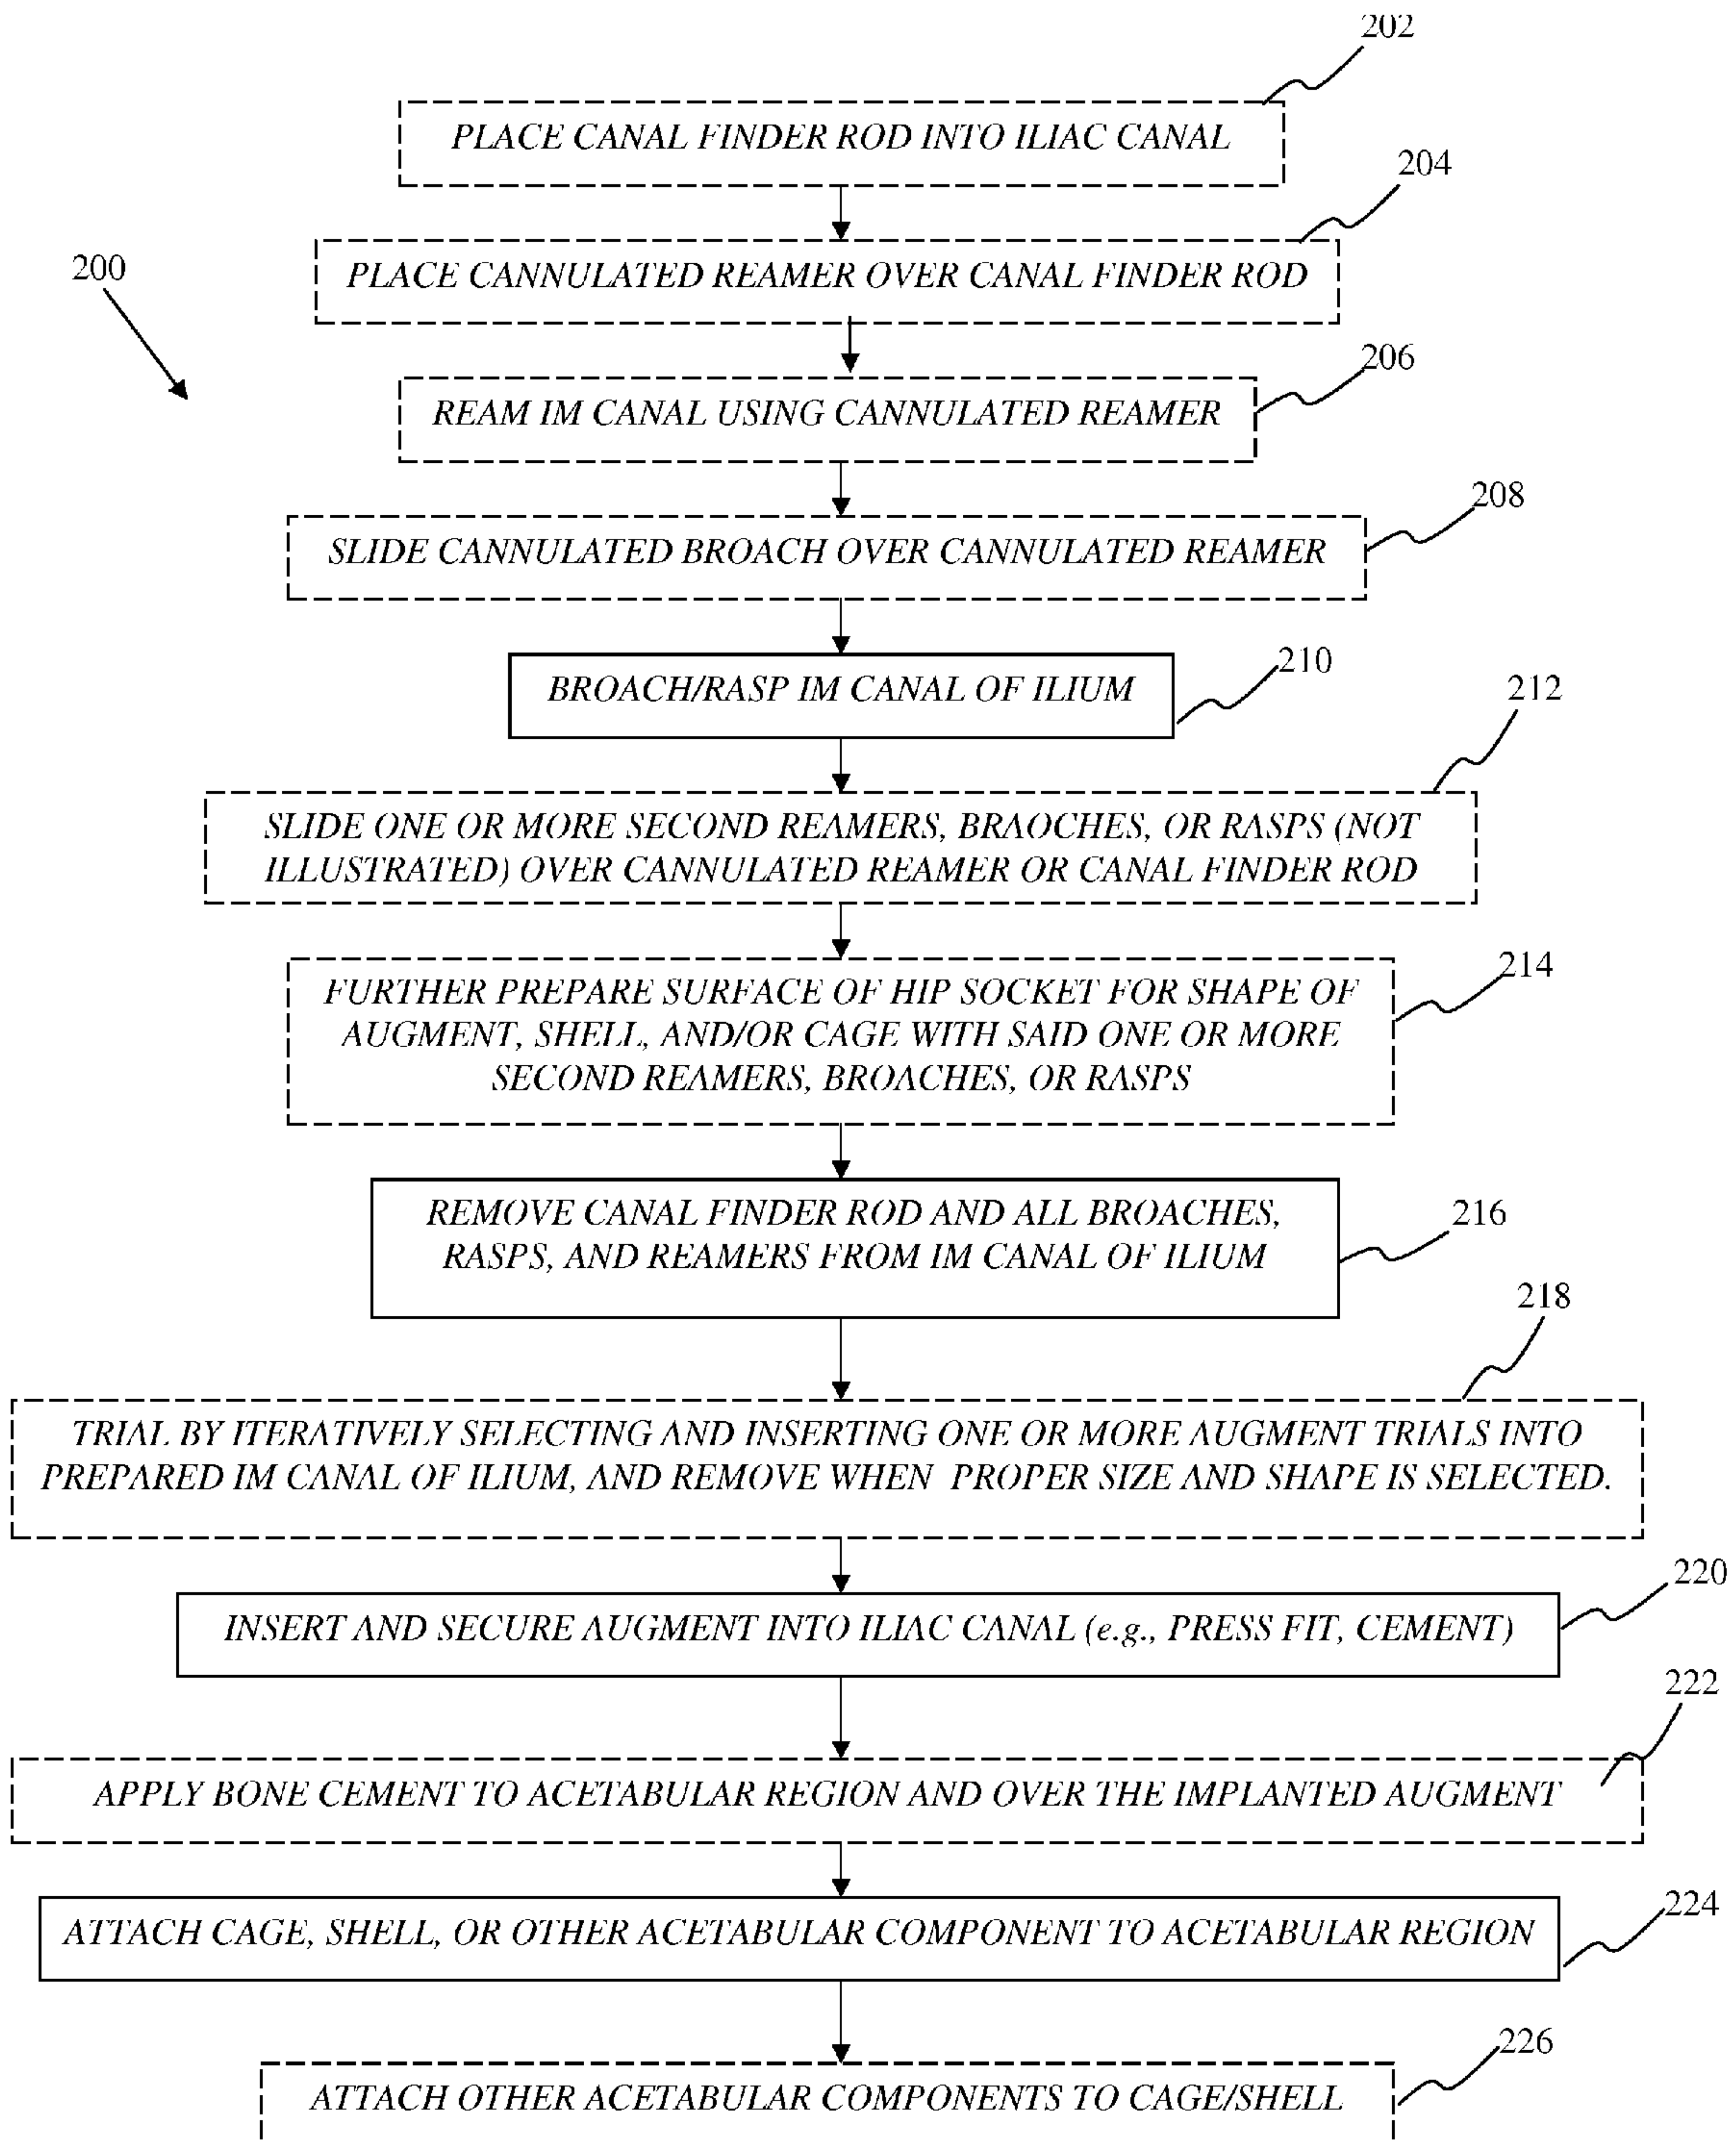 202
PLACE CANAL FINDER ROD INTO ILIAC CANAL
204
PLACE CANNULATED REAMER OVER CANAL FINDER ROD
200
206
REAM IM CANAL USING CANNULATED REAMER
208
SLIDE CANNULATED BROACH OVER CANNULATED REAMER
210
BROACH/RASP IM CANAL OF ILIUM
212
SLIDE ONE OR MORE SECOND REAMERS, BRAOCHES, OR RASPS (NOT
ILLUSTRATED) OVER CANNULATED REAMER OR CANAL FINDER ROD
214
FURTHER PREPARE SURFACE OF HIP SOCKET FOR SHAPE OF
AUGMENT, SHELL, AND/OR CAGE WITH SAID ONE OR MORE
SECOND REAMERS, BROACHES, OR RASPS
216
REMOVE CANAL FINDER ROD AND ALL BROACHES,
RASPS, AND REAMERS FROM IM CANAL OF ILIUM
218
TRIAL BY ITERATIVELY SELECTING AND INSERTING ONE OR MORE AUGMENT TRIALS INTO
PREPARED IM CANAL OF ILIUM, AND REMOVE WHEN PROPER SIZE AND SHAPE IS SELECTED.
220
INSERT AND SECURE AUGMENT INTO ILIAC CANAL (e.g., PRESS FIT, CEMENT)
222
APPLY BONE CEMENT TO ACETABULAR REGION AND OVER THE IMPLANTED AUGMENT
224
ATTACH CAGE, SHELL, OR OTHER ACETABULAR COMPONENT TO ACETABULAR REGION
226
ATTACH OTHER ACETABULAR COMPONENTS TO CAGE/SHELL